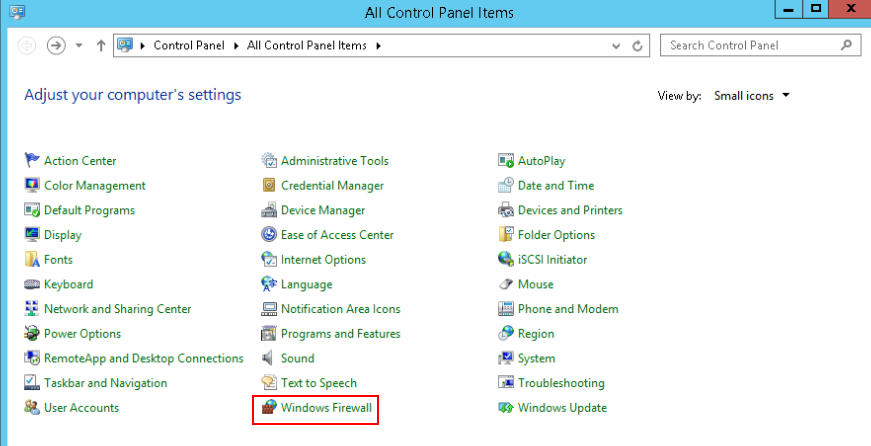 All Control Panel Items
Control Panel All Control Panel Items
Search Control Panel
Adjust your computer's settings
View by: Small icons
Action Center Administrative Tools AutoPlay
Color Management Credential Manager Date and Time
Default Programs Device Manager Devices and Printers
Display Ease of Access Center Folder Options
Fonts Internet Options iSCSI Initiator
Keyboard Language Mouse
Network and Sharing Center Notification Area Icons Phone and Modem
Power Options Programs and Features Region
RemoteApp and Desktop Connections Sound System
Taskbar and Navigation Text to Speech Troubleshooting
User Accounts Windows Firewall Windows Update